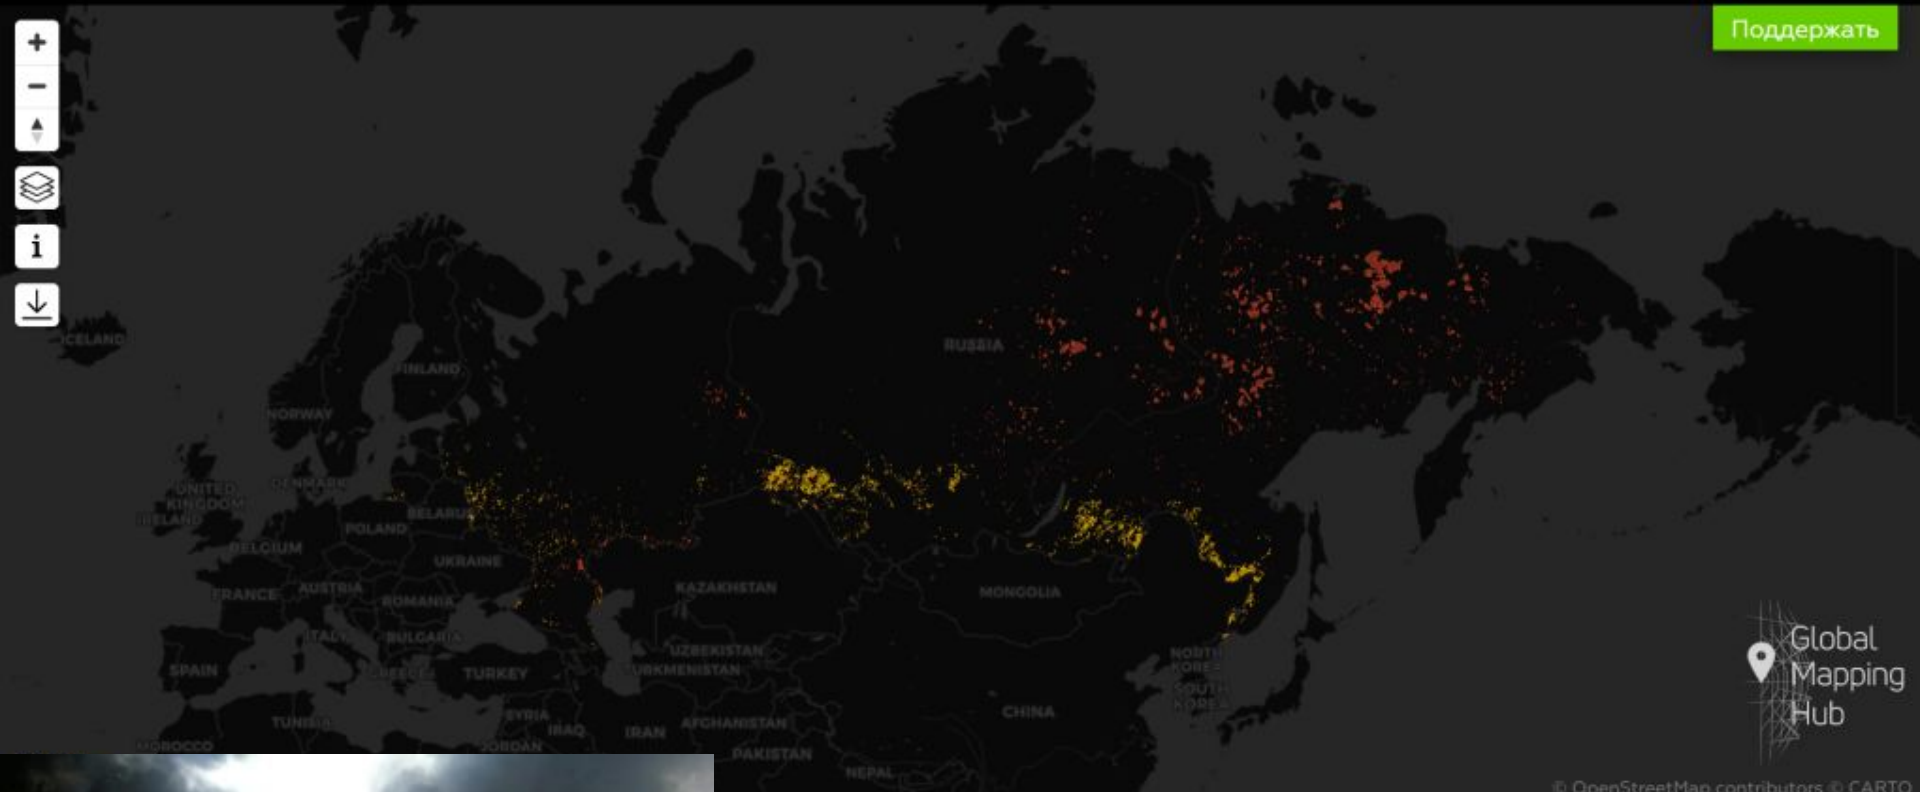 Поддержать
i
ICELAND
FINLAND
RUSSIA
NORWAY
UNITED
KINGDOM
DENMARK
IRELAND
BELARUS
POLAND
BELGIUM
UKRAINE
FRANCE
AUSTRIA
KAZAKHSTAN
MONGOLIA
ROMANIA
ITALY
BULGARIA
UZBEKISTAN
NORTH
KOREA
SPAIN
GREECE
TURKEY
TURKMENISTAN
SOUTH
KOREA
TUNISIA
SYRIA
IRAQ
IRAN
AFGHANISTAN
CHINA
MOROCCO
JORDAN
PAKISTAN
NEPAL
Global
Mapping
Hub
© OpenStreetMap contributors © CARTO